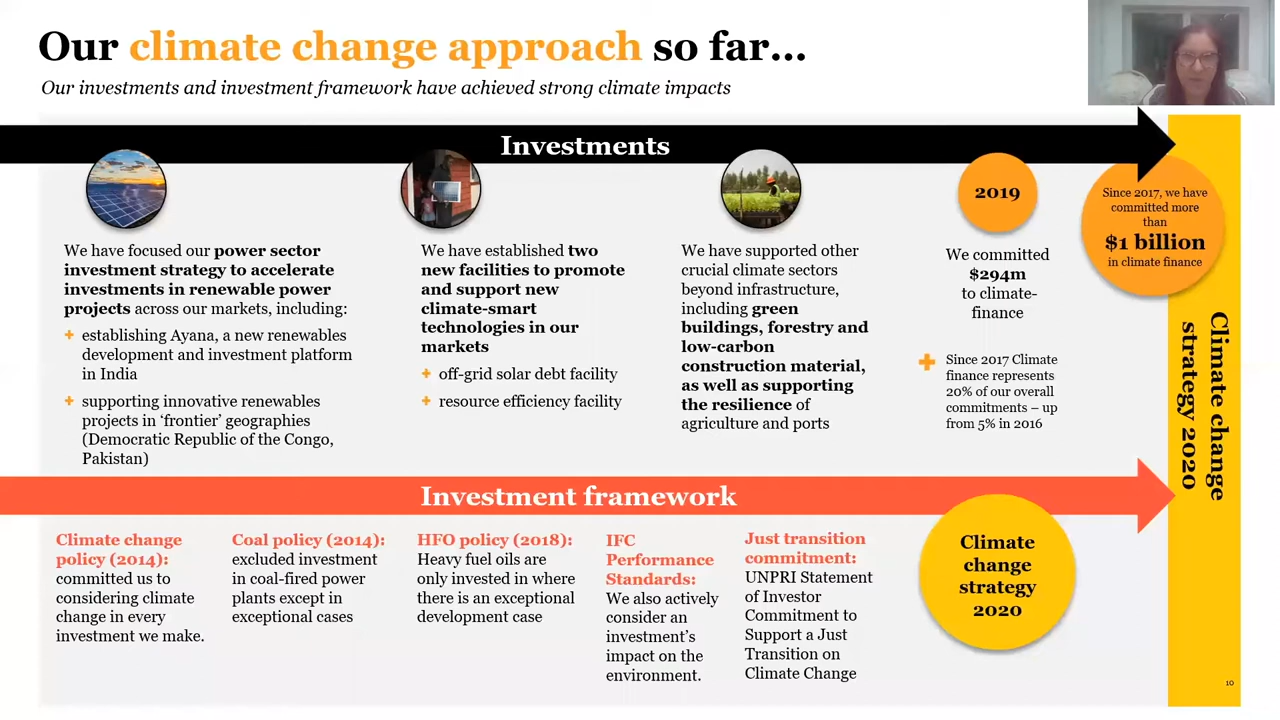 Our climate change approach so far...
Our investments and investment framework have achieved strong climate impacts
Investments
We have focused our power sector
investment strategy to accelerate
investments in renewable power
projects across our markets, including:
+ establishing Ayana, a new renewables
development and investment platform
in India
+ supporting innovative renewables
projects in ‘frontier’ geographies
(Democratic Republic of the Congo,
Pakistan)
We have established two
new facilities to promote
and support new
climate-smart
technologies in our
markets
+ off-grid solar debt facility
+ resource efficiency facility
We have supported other
crucial climate sectors
beyond infrastructure,
including green
buildings, forestry and
low-carbon
construction material,
as well as supporting
the resilience of
agriculture and ports
2019
We committed
$294m
to climate-
finance
+ Since 2017 Climate
finance represents
20% of our overall
commitments – up
from 5% in 2016
Since 2017, we have
committed more
than
$1 billion
in climate finance
Climate change
strategy 2020
Investment framework
Climate change
policy (2014):
committed us to
considering climate
change in every
investment we make.
Coal policy (2014):
excluded investment
in coal-fired power
plants except in
exceptional cases
HFO policy (2018):
Heavy fuel oils are
only invested in where
there is an exceptional
development case
IFC
Performance
Standards:
We also actively
consider an
investment’s
impact on the
environment.
Just transition
commitment:
UNPRI Statement
of Investor
Commitment to
Support a Just
Transition on
Climate Change
Climate
change
strategy
2020
10